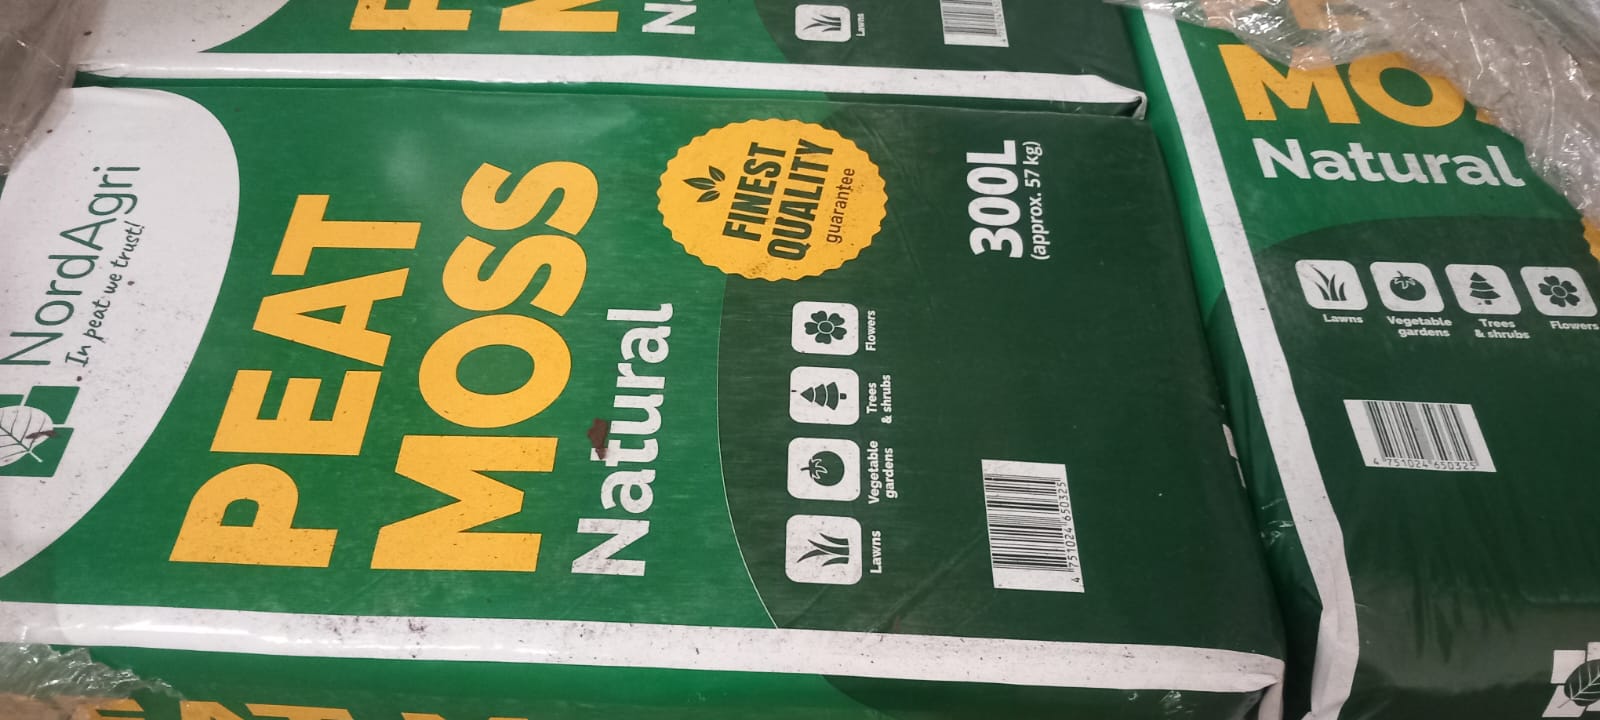 NordAgri
In peat we trust!
PEAT
MOSS
Natural
FINEST
QUALITY
guarantee
Lawns
Vegetable
gardens
Trees
& shrubs
Flowers
300L
(approx. 57 kg)
4 751024 650325
Natural
Lawns
Vegetable
gardens
Trees
& shrubs
Flowers
4 751024 650325
Lawns